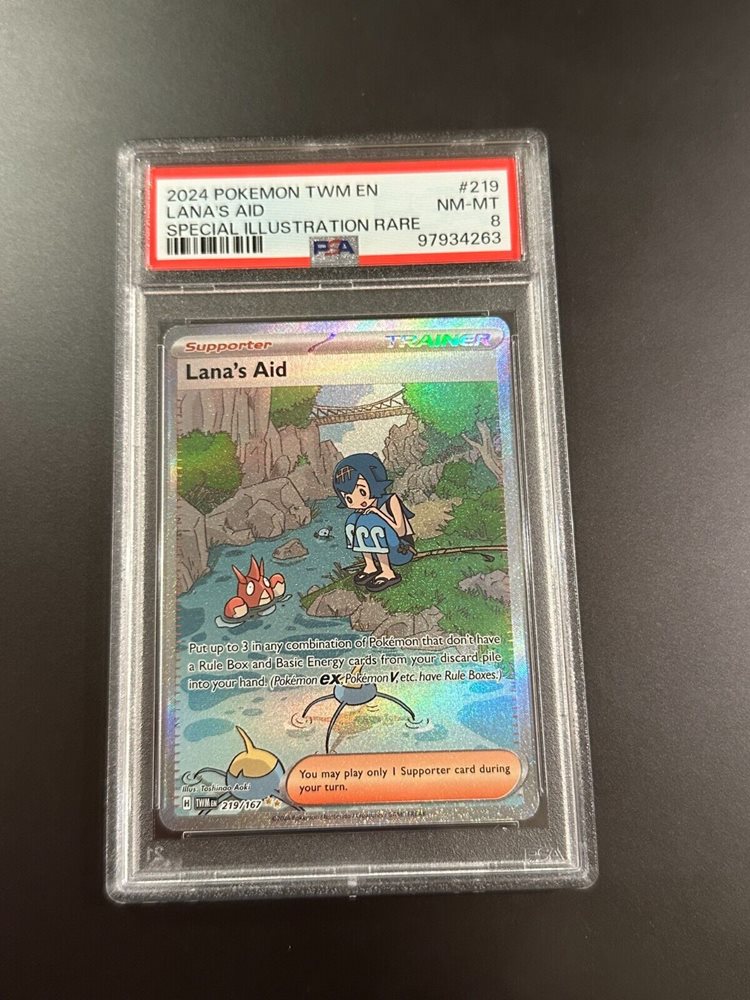 2024 POKEMON TWM EN #219
LANA'S AID NM-MT
SPECIAL ILLUSTRATION RARE 8
PSA 97934263
Supporter TRAINER
Lana's Aid
Put up to 3 in any combination of Pokémon that don't have
a Rule Box and Basic Energy cards from your discard pile
into your hand. (Pokémon ex, Pokémon V, etc. have Rule Boxes.)
You may play only 1 Supporter card during
your turn.
Illus. Toshinao Aoki
H TWM EN 219/167